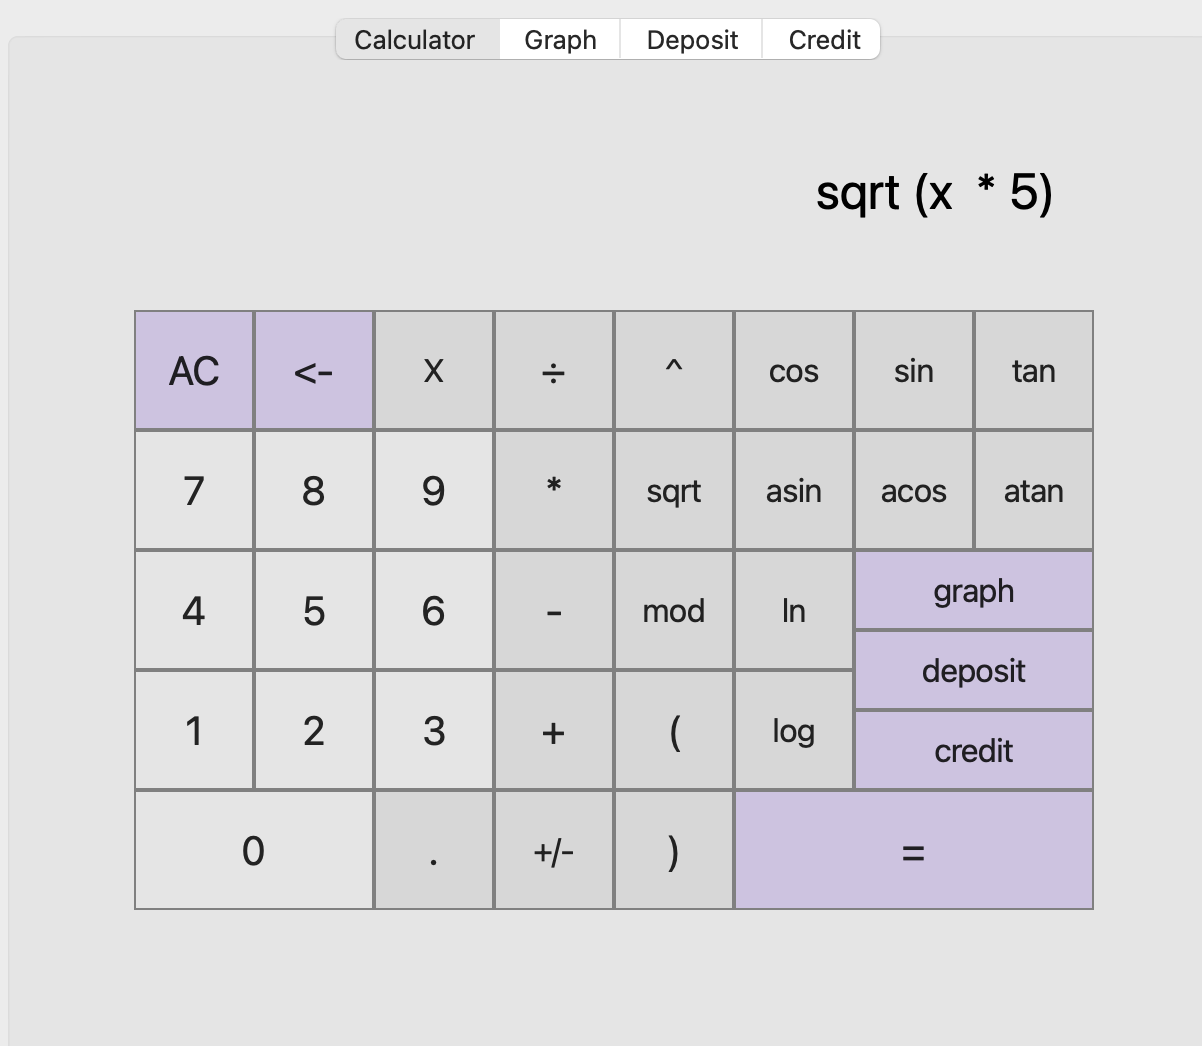 Calculator Graph Deposit Credit
sqrt (x  * 5)
AC <- X ÷ ^ cos sin tan
7 8 9 * sqrt asin acos atan
4 5 6 - mod ln graph
deposit
1 2 3 + ( log credit
0 . +/- ) =